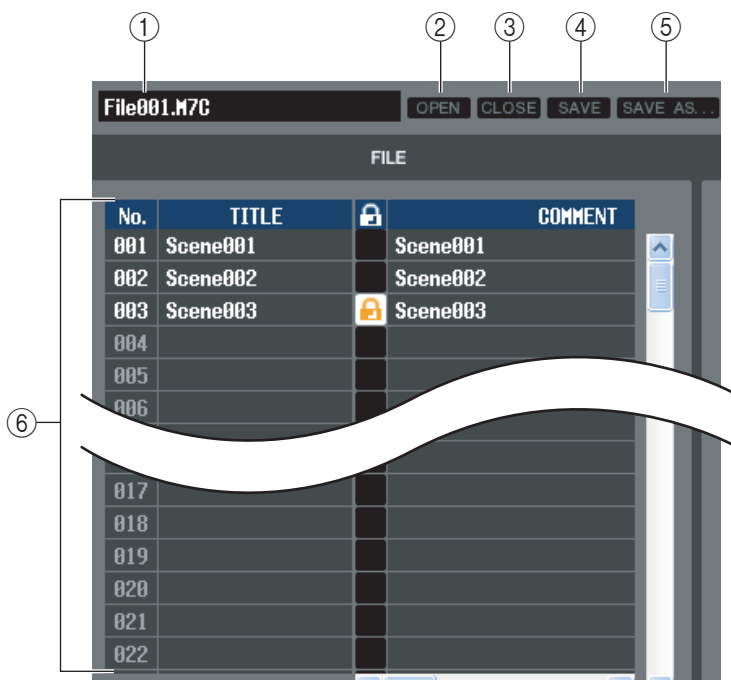 ① ② ③ ④ ⑤
File001.M7C OPEN CLOSE SAVE SAVE AS...
FILE
No. TITLE COMMENT
001 Scene001 Scene001
002 Scene002 Scene002
003 Scene003 Scene003
004
005
006
⑥
017
018
019
020
021
022